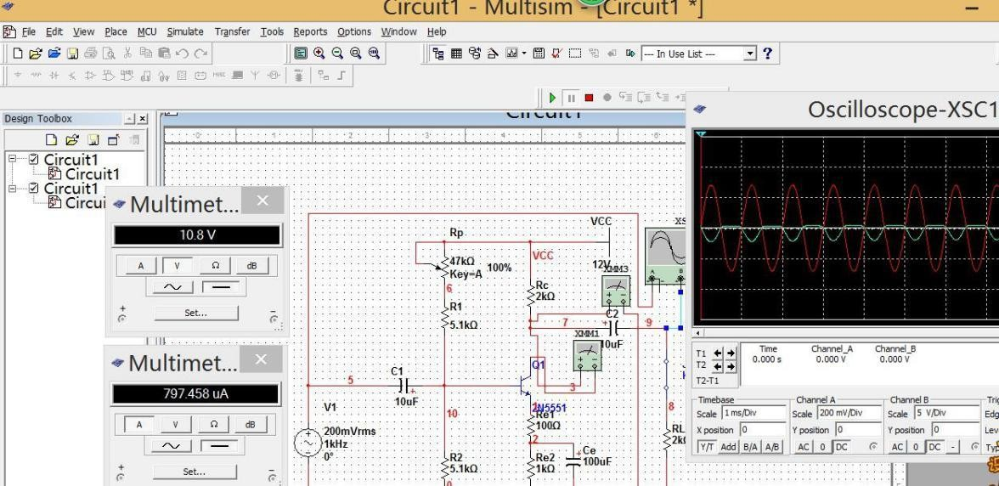 Circuit1 - Multisim - [Circuit1 *]
File Edit View Place MCU Simulate Transfer Tools Reports Options Window Help
--- In Use List ---
?
Design Toolbox
Circuit1
Circuit1
Circuit1
Circui
Circuit1
Multimet...
10.8 V
A V Ω dB
Set...
+
−
Multimet...
797.458 uA
A V Ω dB
Set...
+
−
Rp
47kΩ
Key=A
100%
6
R1
5.1kΩ
VCC
VCC
12V
XMM3
Rc
2kΩ
7
C2
10uF
9
XMM1
Q1
3
2N5551
C1
10uF
5
10
V1
200mVrms
1kHz
0°
Re1
100Ω
2
R2
5.1kΩ
Re2
1kΩ
Ce
100uF
8
RL
XS
A B
Oscilloscope-XSC1
T1
T2
T2-T1
Time Channel_A Channel_B
0.000 s 0.000 V 0.000 V
Timebase
Scale 1 ms/Div
X position 0
Y/T Add B/A A/B
Channel A
Scale 200 mV/Div
Y position 0
AC 0 DC
Channel B
Scale 5 V/Div
Y position 0
AC 0 DC -
Trig
Edg
Lev
Typ